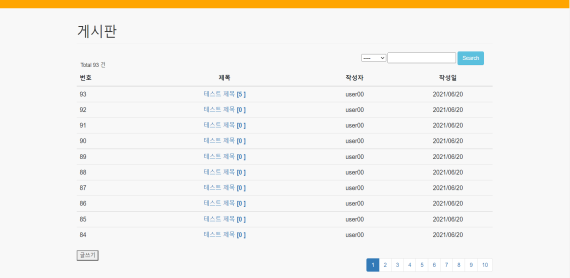 게시판
----
Search
Total 93 건
번호 제목 작성자 작성일
93 테스트 제목 [5 ] user00 2021/06/20
92 테스트 제목 [0 ] user00 2021/06/20
91 테스트 제목 [0 ] user00 2021/06/20
90 테스트 제목 [0 ] user00 2021/06/20
89 테스트 제목 [0 ] user00 2021/06/20
88 테스트 제목 [0 ] user00 2021/06/20
87 테스트 제목 [0 ] user00 2021/06/20
86 테스트 제목 [0 ] user00 2021/06/20
85 테스트 제목 [0 ] user00 2021/06/20
84 테스트 제목 [0 ] user00 2021/06/20
글쓰기
1 2 3 4 5 6 7 8 9 10